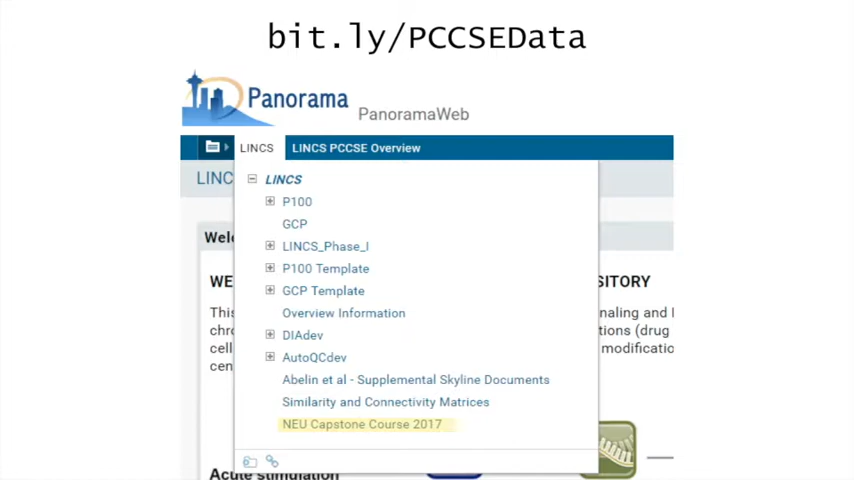 bit.ly/PCCSEData
Panorama
PanoramaWeb
LINCS
LINCS PCCSE Overview
LINC
LINCS
P100
GCP
LINCS_Phase_I
P100 Template
GCP Template
Overview Information
DIAdev
AutoQCdev
Abelin et al - Supplemental Skyline Documents
Similarity and Connectivity Matrices
NEU Capstone Course 2017
Welc
WE
SITORY
This
naling and
chro
tions (drug
cell
modificatio
cen
Acute stimulation